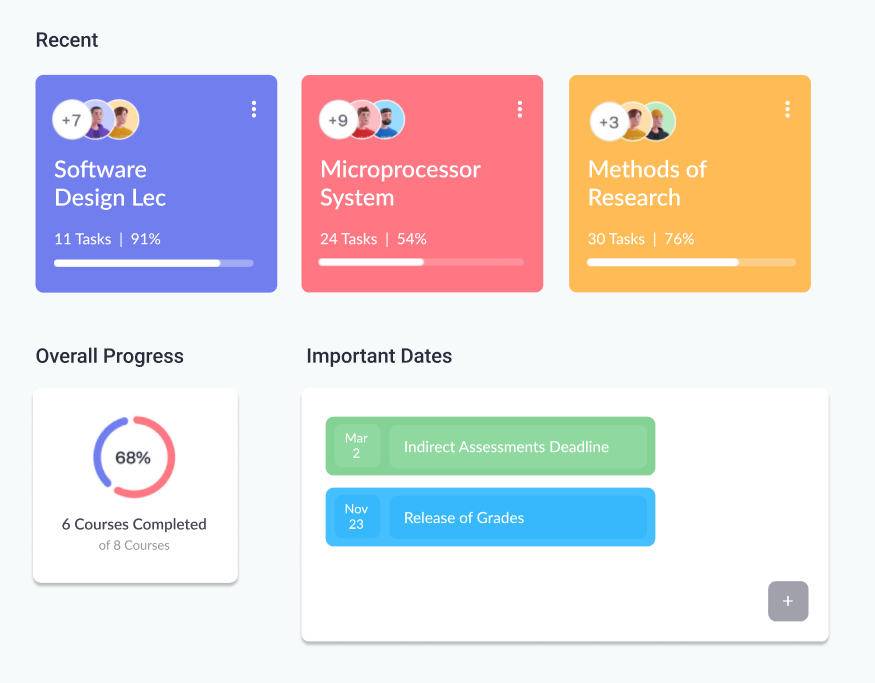 Recent
+7
Software
Design Lec
11 Tasks | 91%
+9
Microprocessor
System
24 Tasks | 54%
+3
Methods of
Research
30 Tasks | 76%
Overall Progress
68%
6 Courses Completed
of 8 Courses
Important Dates
Mar
2
Indirect Assessments Deadline
Nov
23
Release of Grades
+